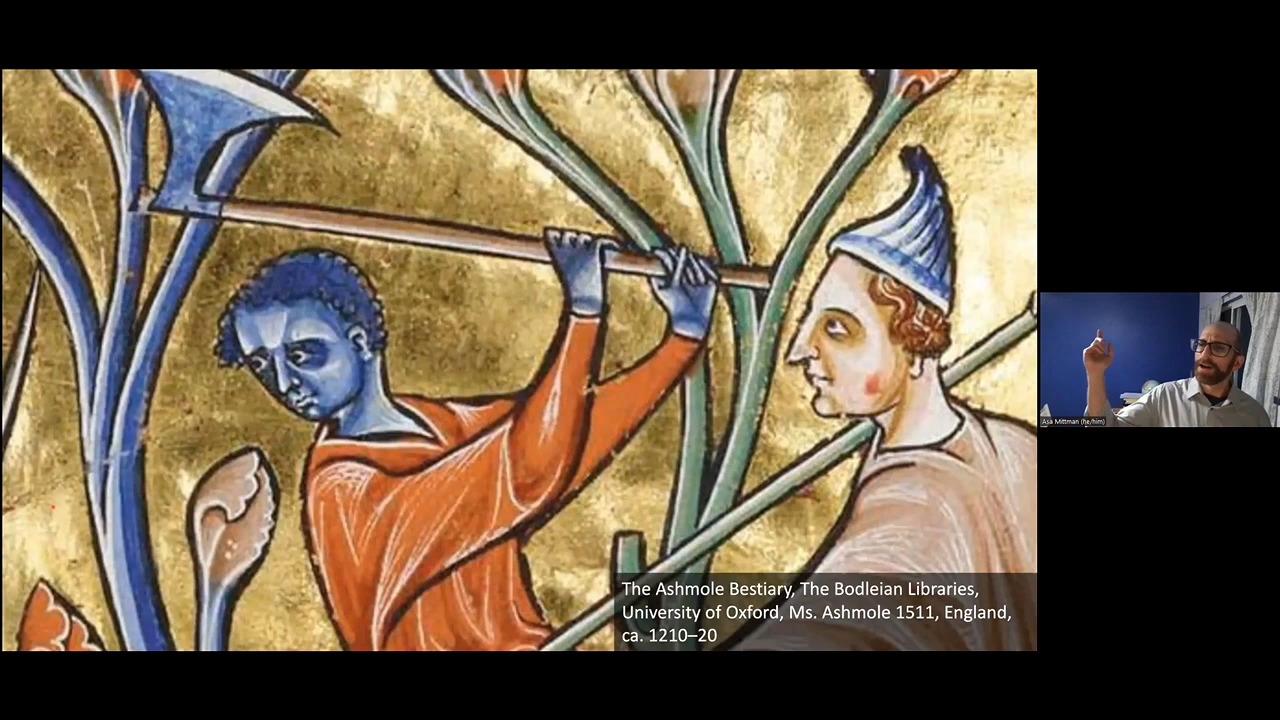 The Ashmole Bestiary, The Bodleian Libraries,
University of Oxford, Ms. Ashmole 1511, England,
ca. 1210–20
Asa Mittman (he/him)